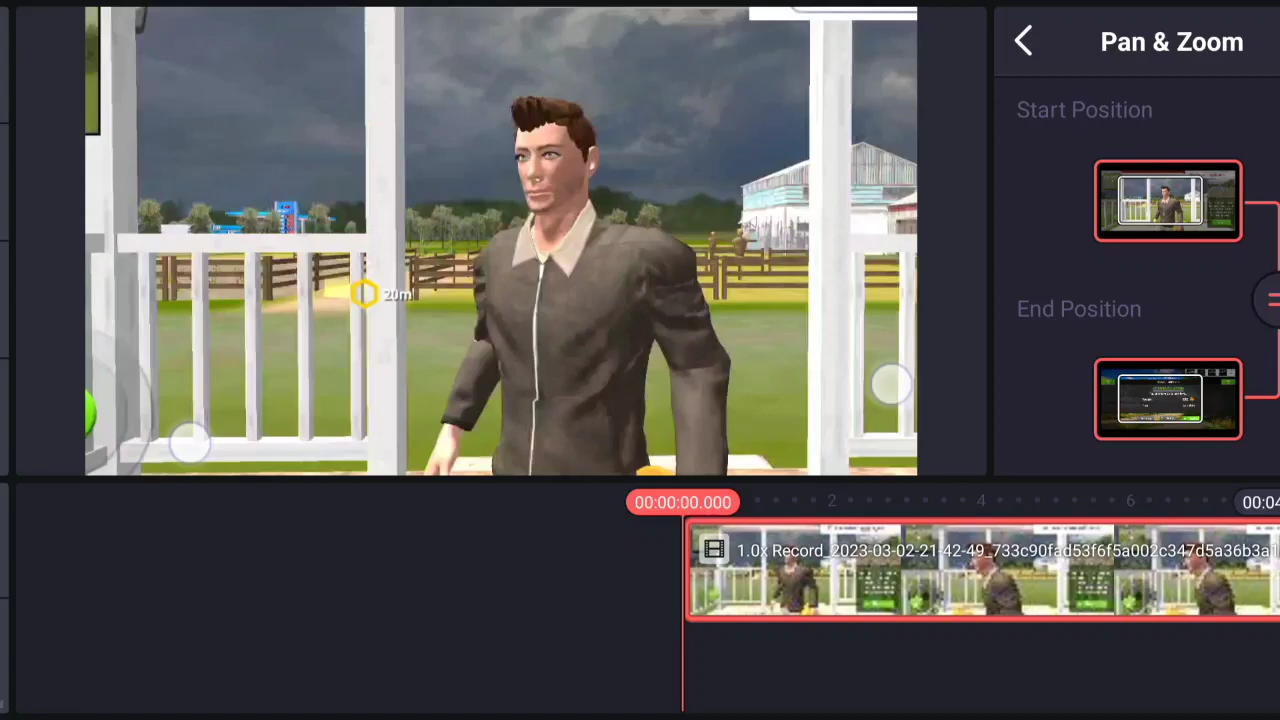 Pan & Zoom
Start Position
20m
End Position
00:00:00.000
2
4
6
00:04
1.0x Record_2023-03-02-21-42-49_733c90fad53f6f5a002c347d5a36b3a1